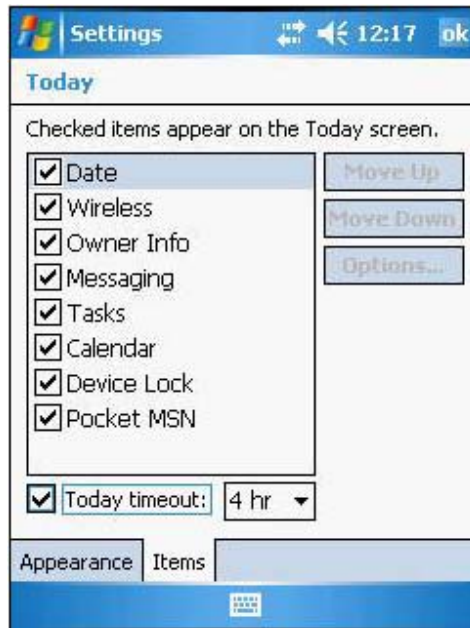 Settings 12:17 ok
Today
Checked items appear on the Today screen.
Date
Wireless
Owner Info
Messaging
Tasks
Calendar
Device Lock
Pocket MSN
Move Up
Move Down
Options...
Today timeout: 4 hr
Appearance Items